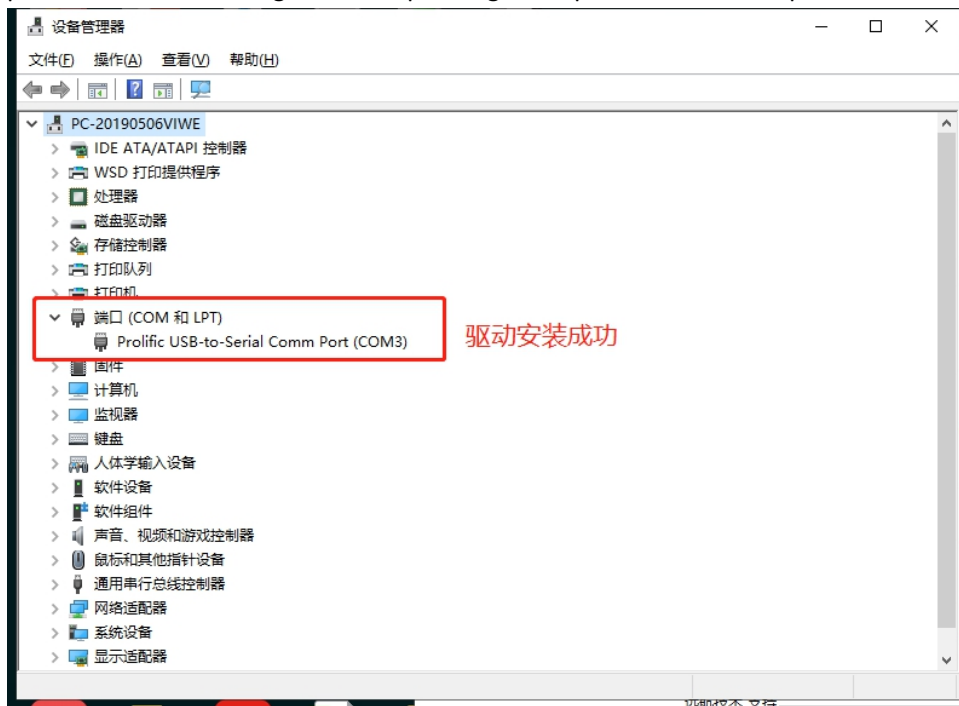 设备管理器
文件(F) 操作(A) 查看(V) 帮助(H)
PC-20190506VIWE
IDE ATA/ATAPI 控制器
WSD 打印提供程序
处理器
磁盘驱动器
存储控制器
打印队列
打印机
端口 (COM 和 LPT)
Prolific USB-to-Serial Comm Port (COM3)
驱动安装成功
固件
计算机
监视器
键盘
人体学输入设备
软件设备
软件组件
声音、视频和游戏控制器
鼠标和其他指针设备
通用串行总线控制器
网络适配器
系统设备
显示适配器